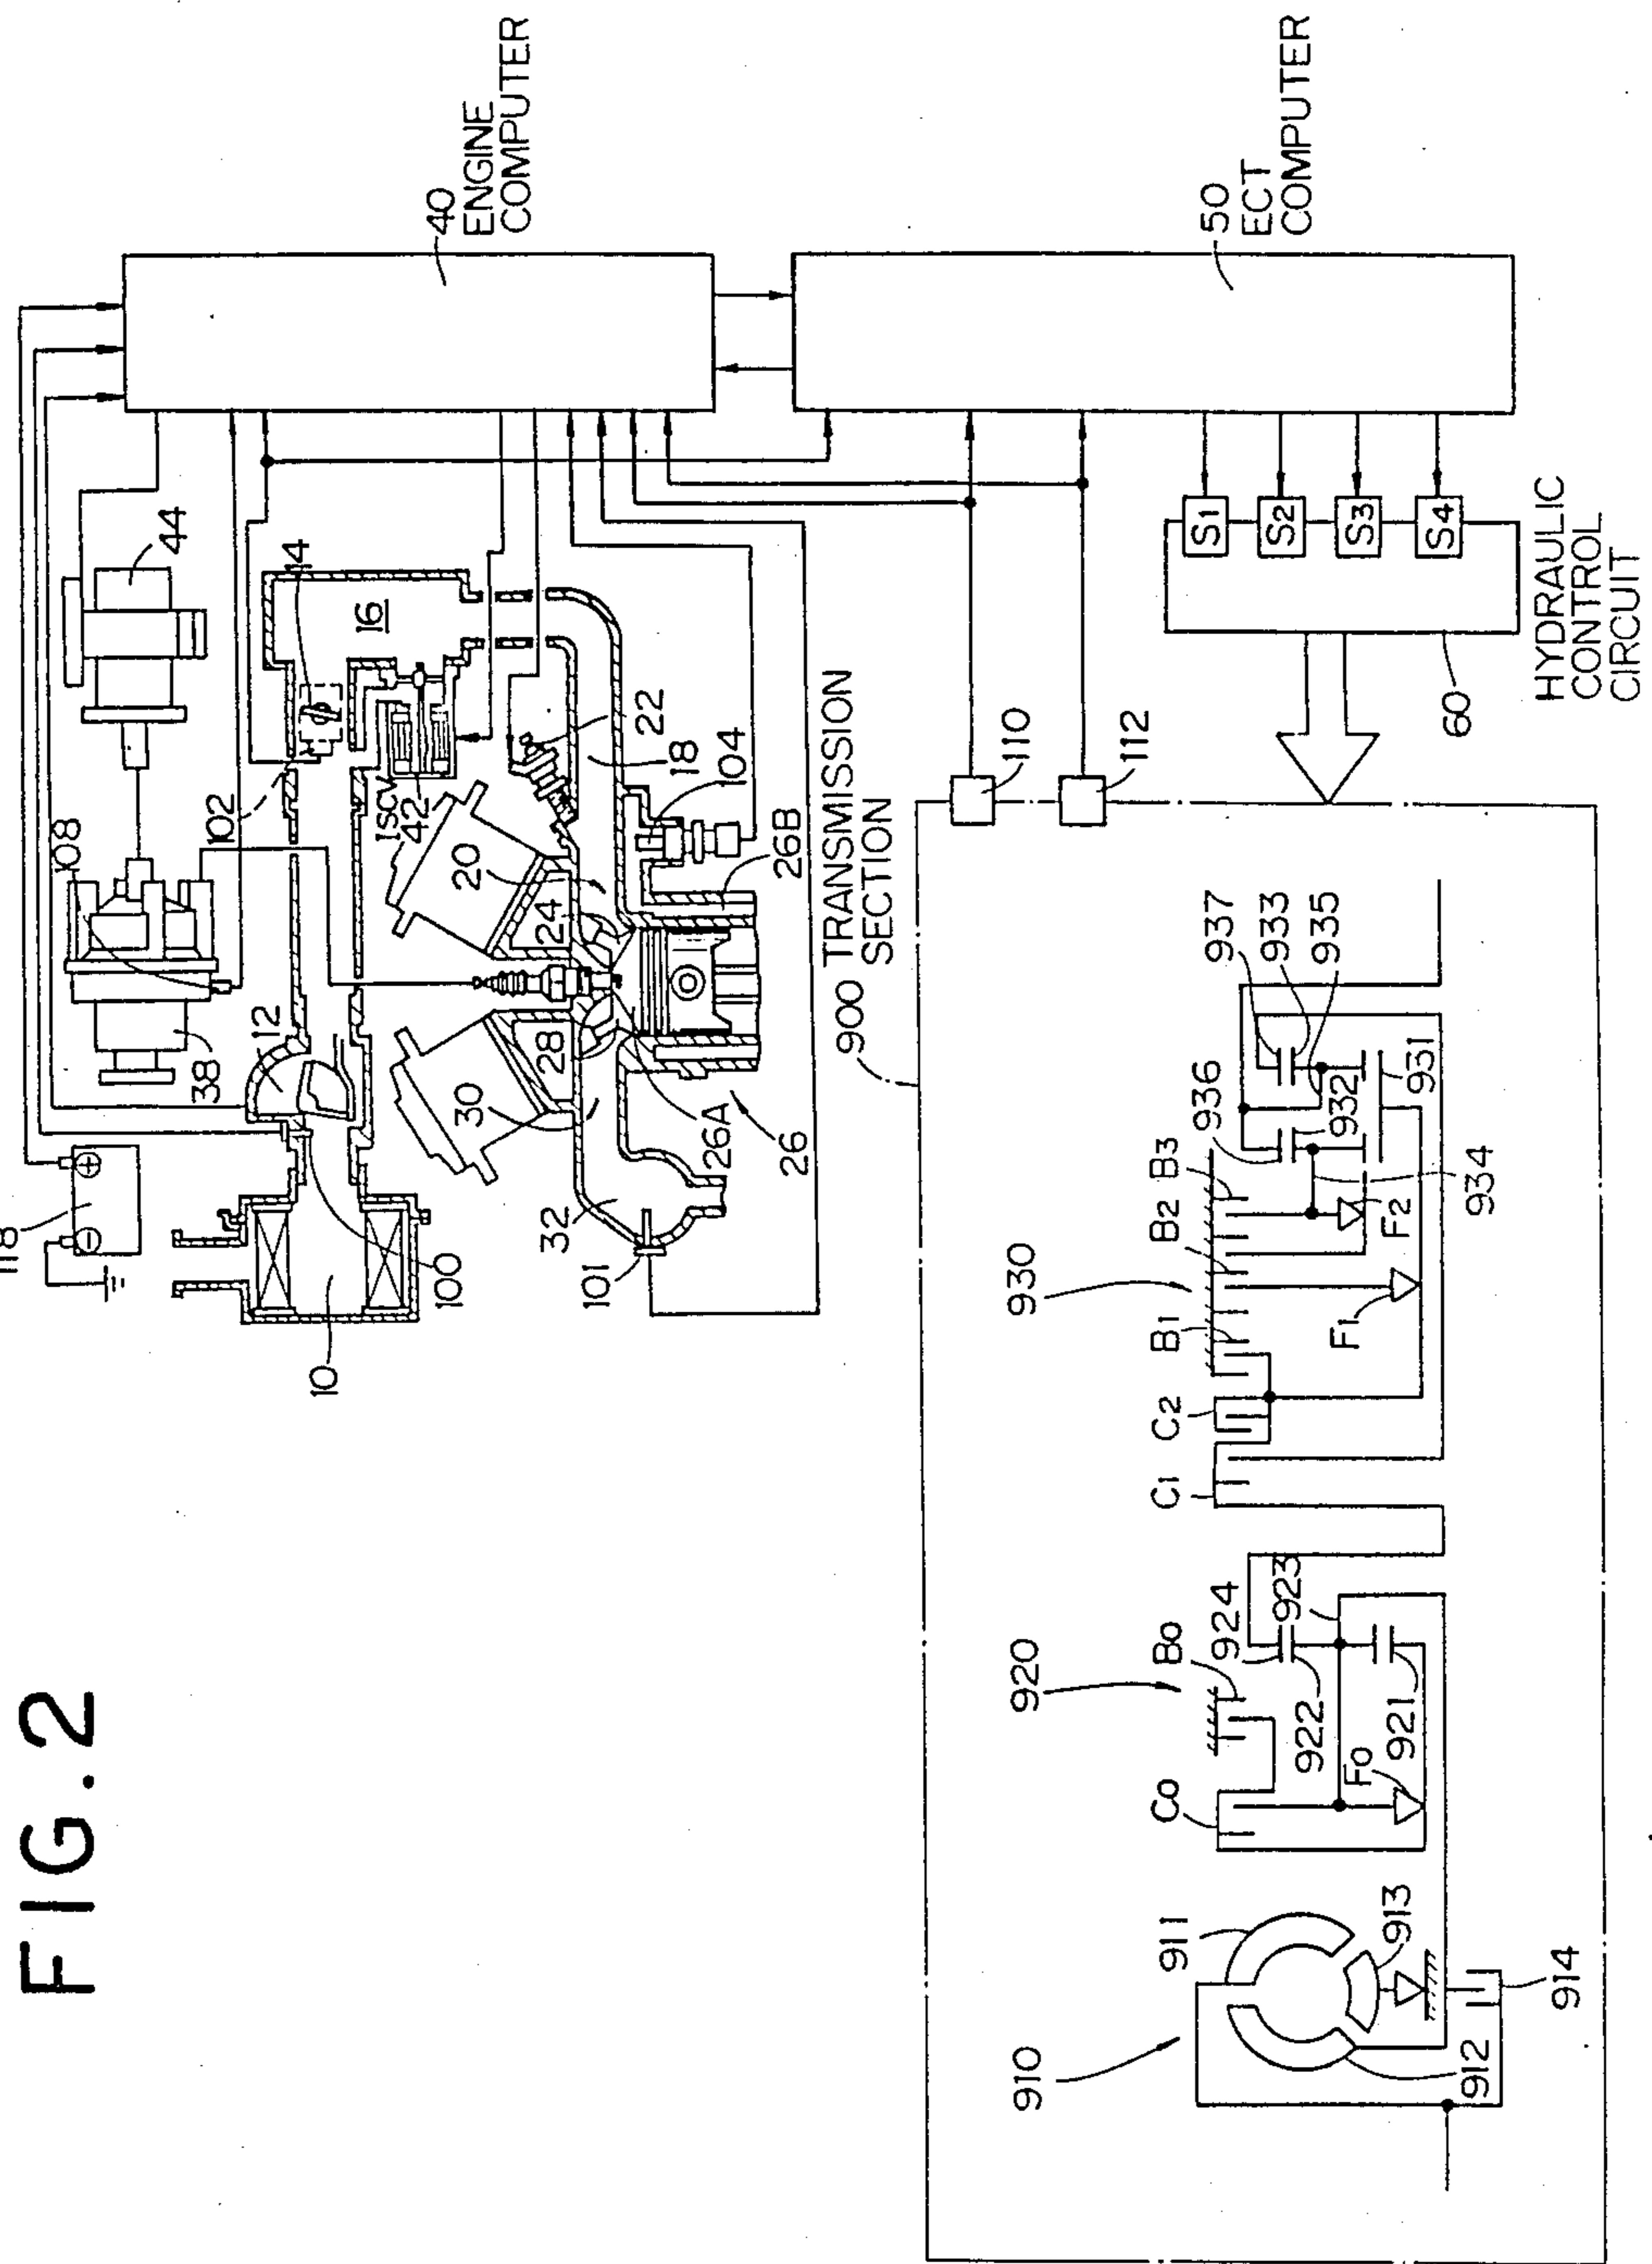 FIG.2
118
10
100
12
38
108
102
44
14
16
ISCV
42
20
22
18
24
28
30
32
101
26A
26
26B
104
40
ENGINE
COMPUTER
50
ECT
COMPUTER
S1
S2
S3
S4
60
HYDRAULIC
CONTROL
CIRCUIT
900 TRANSMISSION
SECTION
110
112
910
911
912
913
914
920
C0
B0
924
923
922
921
F0
930
C1
C2
B1
B2
B3
F1
F2
936
932
934
937
933
935
931